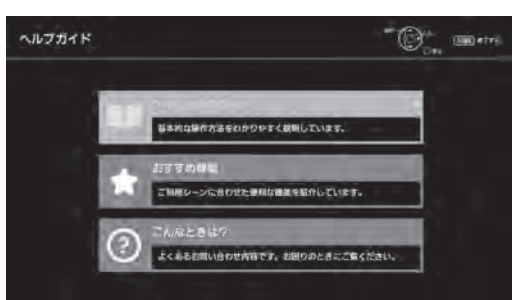 ヘルプガイド
終了する
基本的な操作方法をわかりやすく説明しています。
おすすめ機能
ご利用シーンに合わせた便利な機能を紹介しています。
こんなときは?
よくあるお問い合わせ内容です。お困りのときにご覧ください。